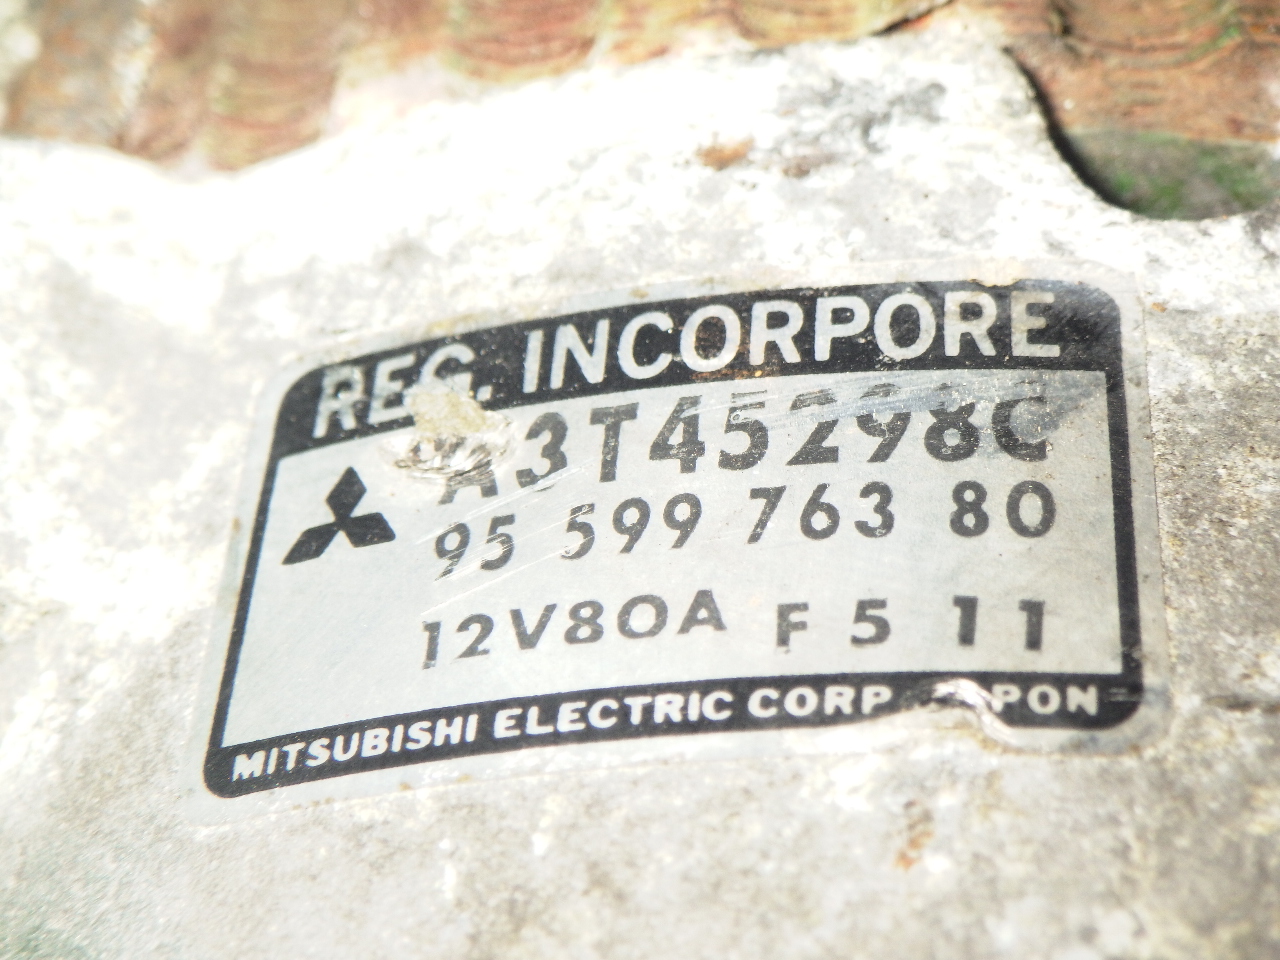 REG. INCORPORE
A3T45298C
95 599 763 80
12V80A F 5 11
MITSUBISHI ELECTRIC CORP